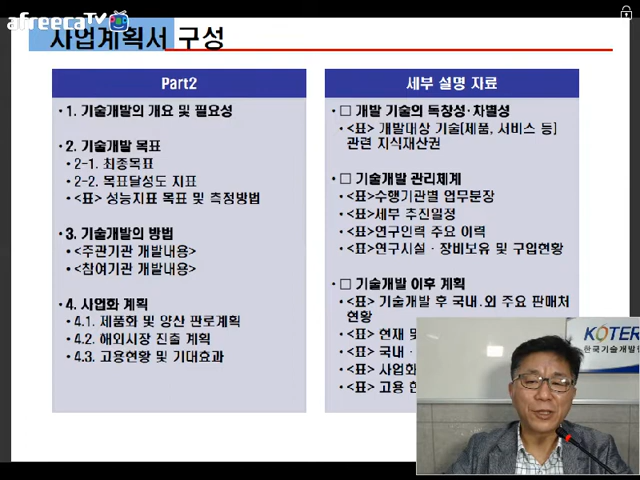 afreecaTV
사업계획서 구성
Part2
• 1. 기술개발의 개요 및 필요성
• 2. 기술개발 목표
• 2-1. 최종목표
• 2-2. 목표달성도 지표
• <표> 성능지표 목표 및 측정방법
• 3. 기술개발의 방법
• <주관기관 개발내용>
• <참여기관 개발내용>
• 4. 사업화 계획
• 4.1. 제품화 및 양산 판로계획
• 4.2. 해외시장 진출 계획
• 4.3. 고용현황 및 기대효과
세부 설명 자료
• □ 개발 기술의 독창성·차별성
• <표> 개발대상 기술(제품, 서비스 등)
관련 지식재산권
• □ 기술개발 관리체계
• <표>수행기관별 업무분장
• <표>세부 추진일정
• <표>연구인력 주요 이력
• <표>연구시설 · 장비보유 및 구입현황
• □ 기술개발 이후 계획
• <표> 기술개발 후 국내.외 주요 판매처
현황
• <표> 현재 및
• <표> 국내 ·
• <표> 사업화
• <표> 고용
KOTER
한국기술개발